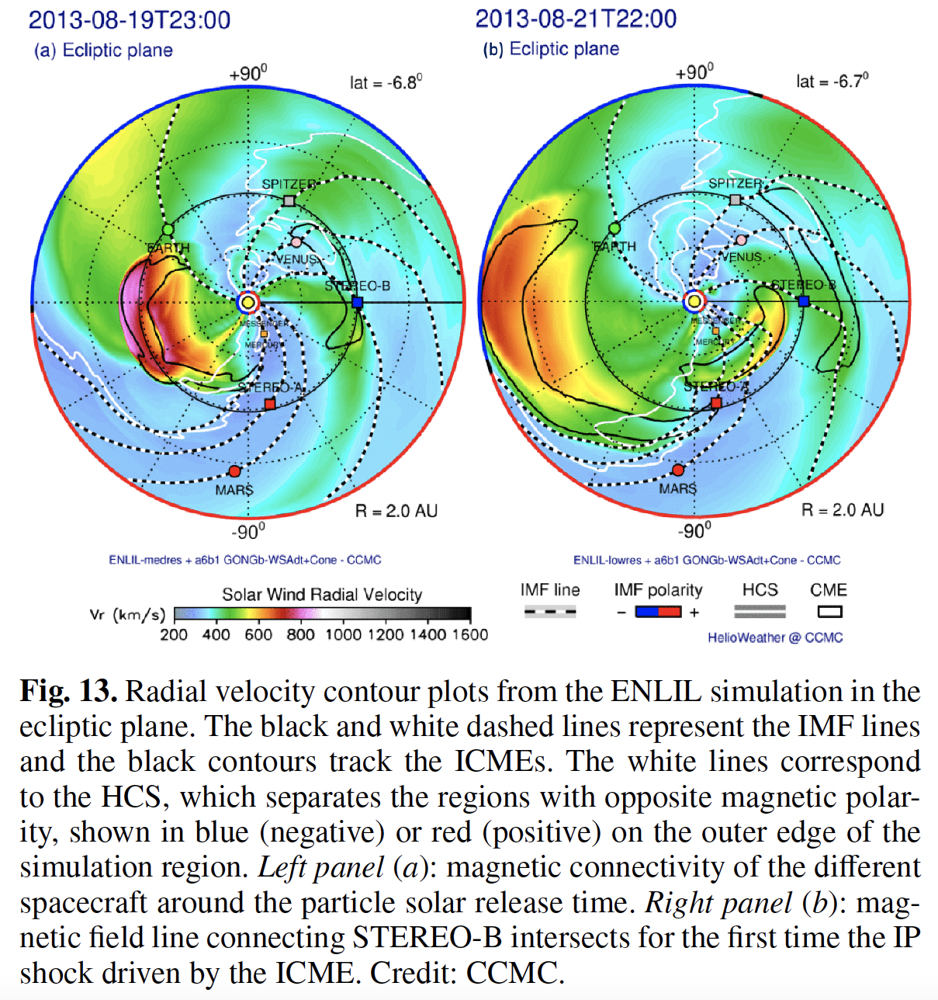 2013-08-19T23:00
2013-08-21T22:00
(a) Ecliptic plane
(b) Ecliptic plane
+90⁰
lat = -6.8⁰
+90⁰
lat = -6.7⁰
SPITZER
EARTH
VENUS
STEREO-B
MESSENGER
MERCURY
STEREO-A
MARS
R = 2.0 AU
-90⁰
SPITZER
EARTH
VENUS
STEREO-B
MESSENGER
MERCURY
STEREO-A
MARS
R = 2.0 AU
-90⁰
ENLIL-medres + a6b1 GONGb-WSAdt+Cone - CCMC
ENLIL-lowres + a6b1 GONGb-WSAdt+Cone - CCMC
Solar Wind Radial Velocity
Vr (km/s)
200 400 600 800 1000 1200 1400 1600
IMF line
IMF polarity
- +
HCS
CME
HelioWeather @ CCMC
Fig. 13. Radial velocity contour plots from the ENLIL simulation in the
ecliptic plane. The black and white dashed lines represent the IMF lines
and the black contours track the ICMEs. The white lines correspond
to the HCS, which separates the regions with opposite magnetic polar-
ity, shown in blue (negative) or red (positive) on the outer edge of the
simulation region. Left panel (a): magnetic connectivity of the different
spacecraft around the particle solar release time. Right panel (b): mag-
netic field line connecting STEREO-B intersects for the first time the IP
shock driven by the ICME. Credit: CCMC.